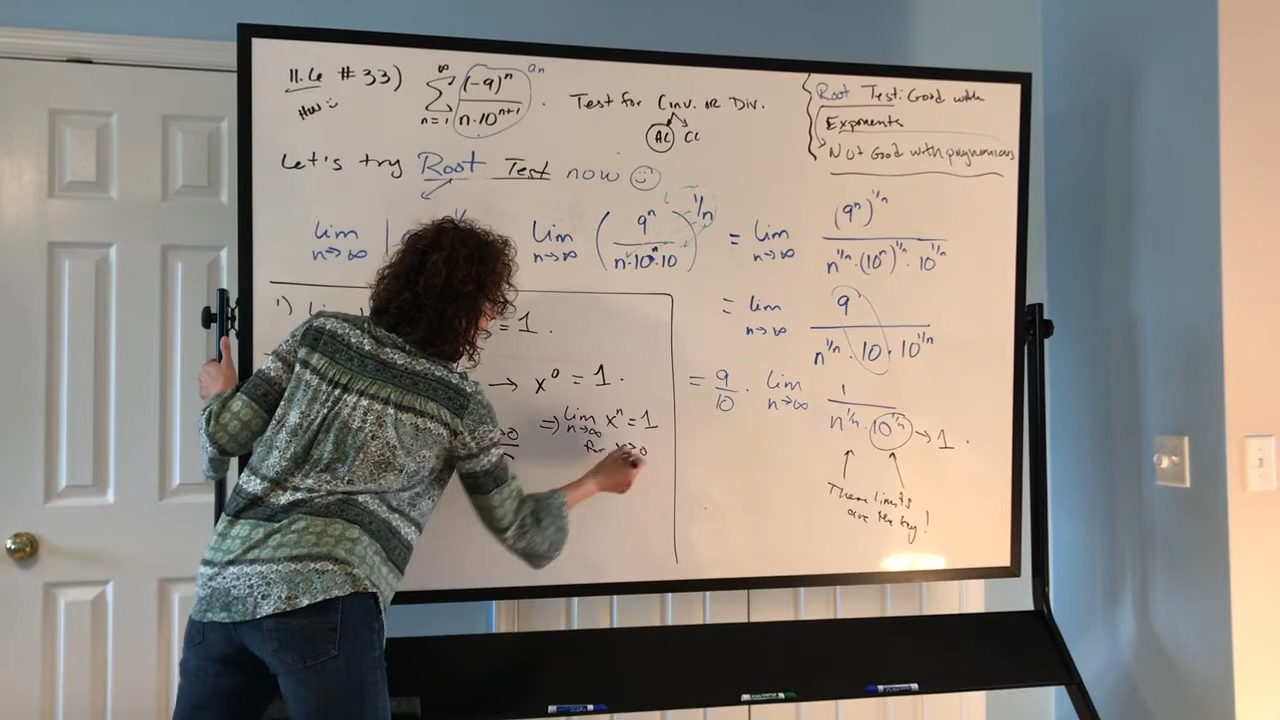 11.6 #33) ∞ ∑ n=1 (-9)^n / n·10^(n+1) a_n . Test for Conv. or Div.
HW
AC CC
Root Test: Good with
Exponents
Not Good with polynomials
Let's try Root Test now
lim n→∞ | lim n→∞ ( 9^n / n·10^n·10 )^1/n = lim n→∞ (9^n)^1/n / n^1/n·(10^n)^1/n·10^1/n
= lim n→∞ 9 / n^1/n·10·10^1/n
= 9/10 · lim n→∞ 1 / n^1/n·10^1/n → 1.
These limits
are the key!
1) = 1.
→ x^0 = 1.
⇒ lim n→∞ x^n = 1
for